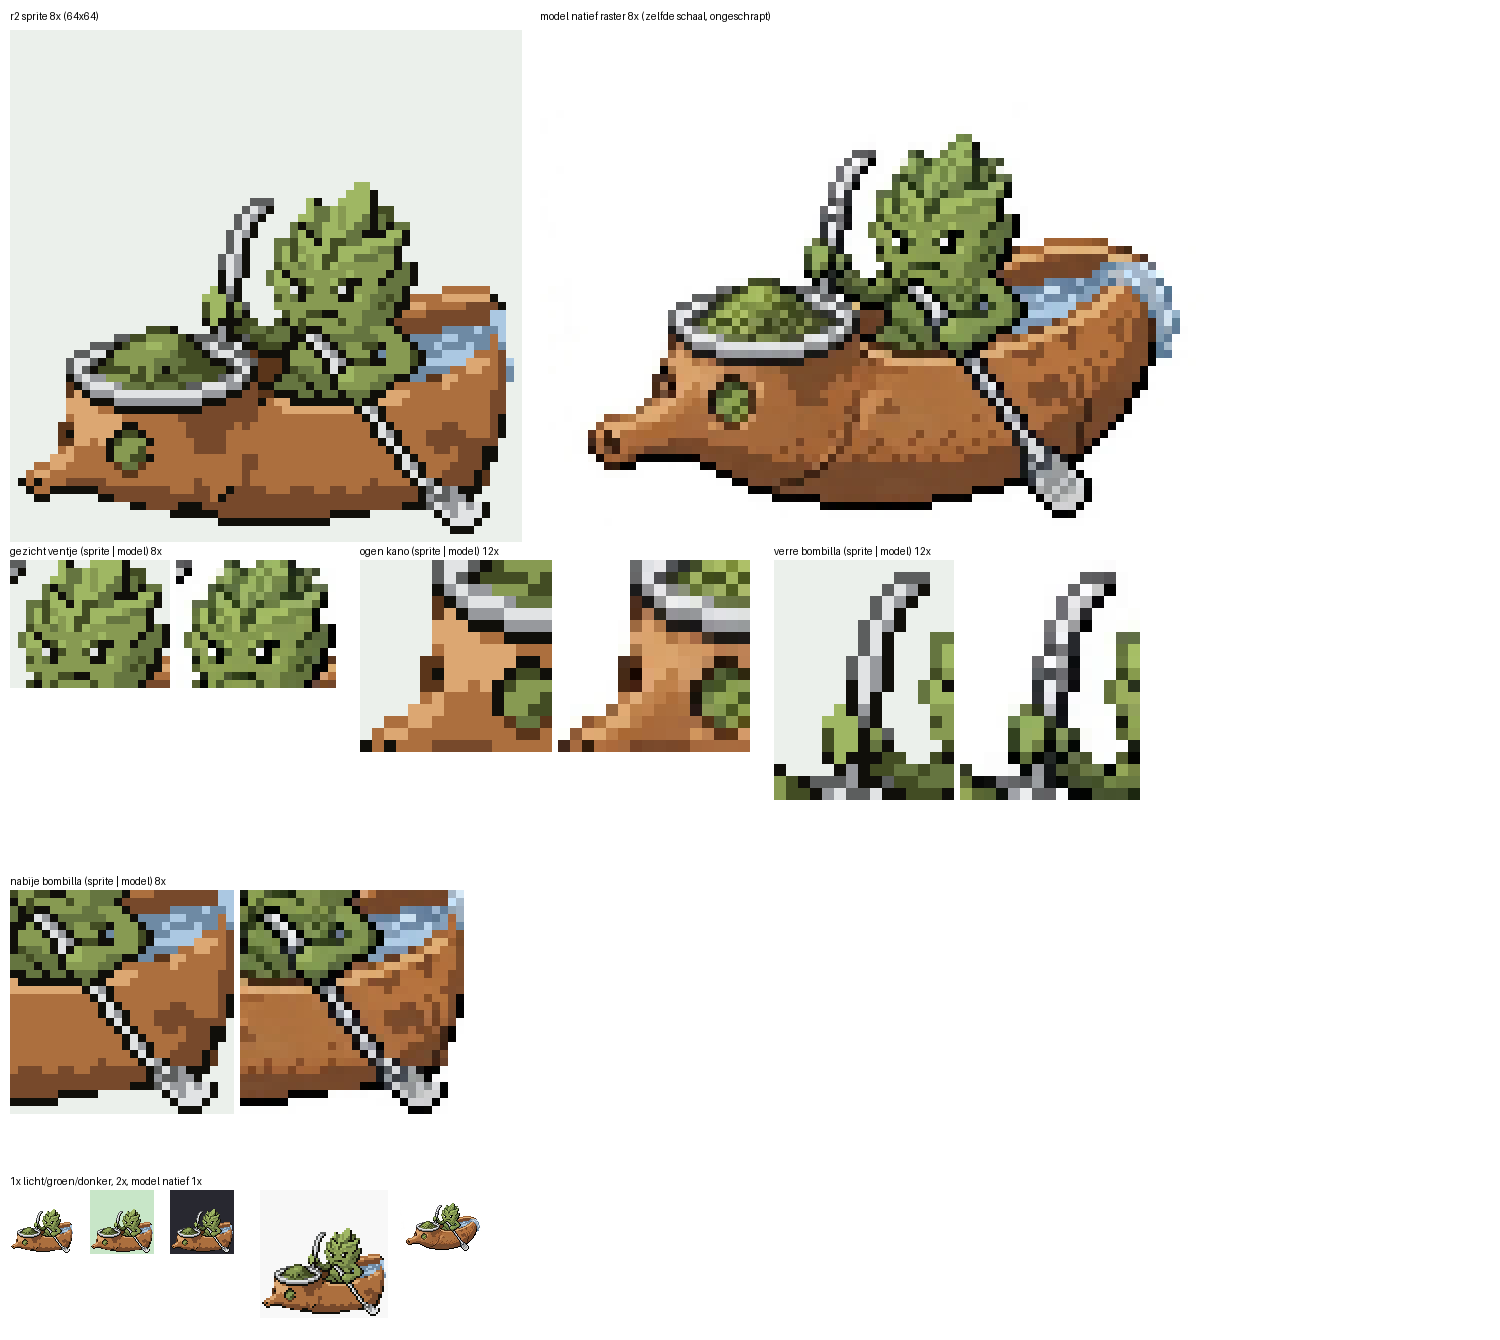 r2 sprite 8x (64x64)
model natief raster 8x (zelfde schaal, ongeschrapt)
gezicht ventje (sprite | model) 8x
ogen kano (sprite | model) 12x
verre bombilla (sprite | model) 12x
nabije bombilla (sprite | model) 8x
1x licht/groen/donker, 2x, model natief 1x